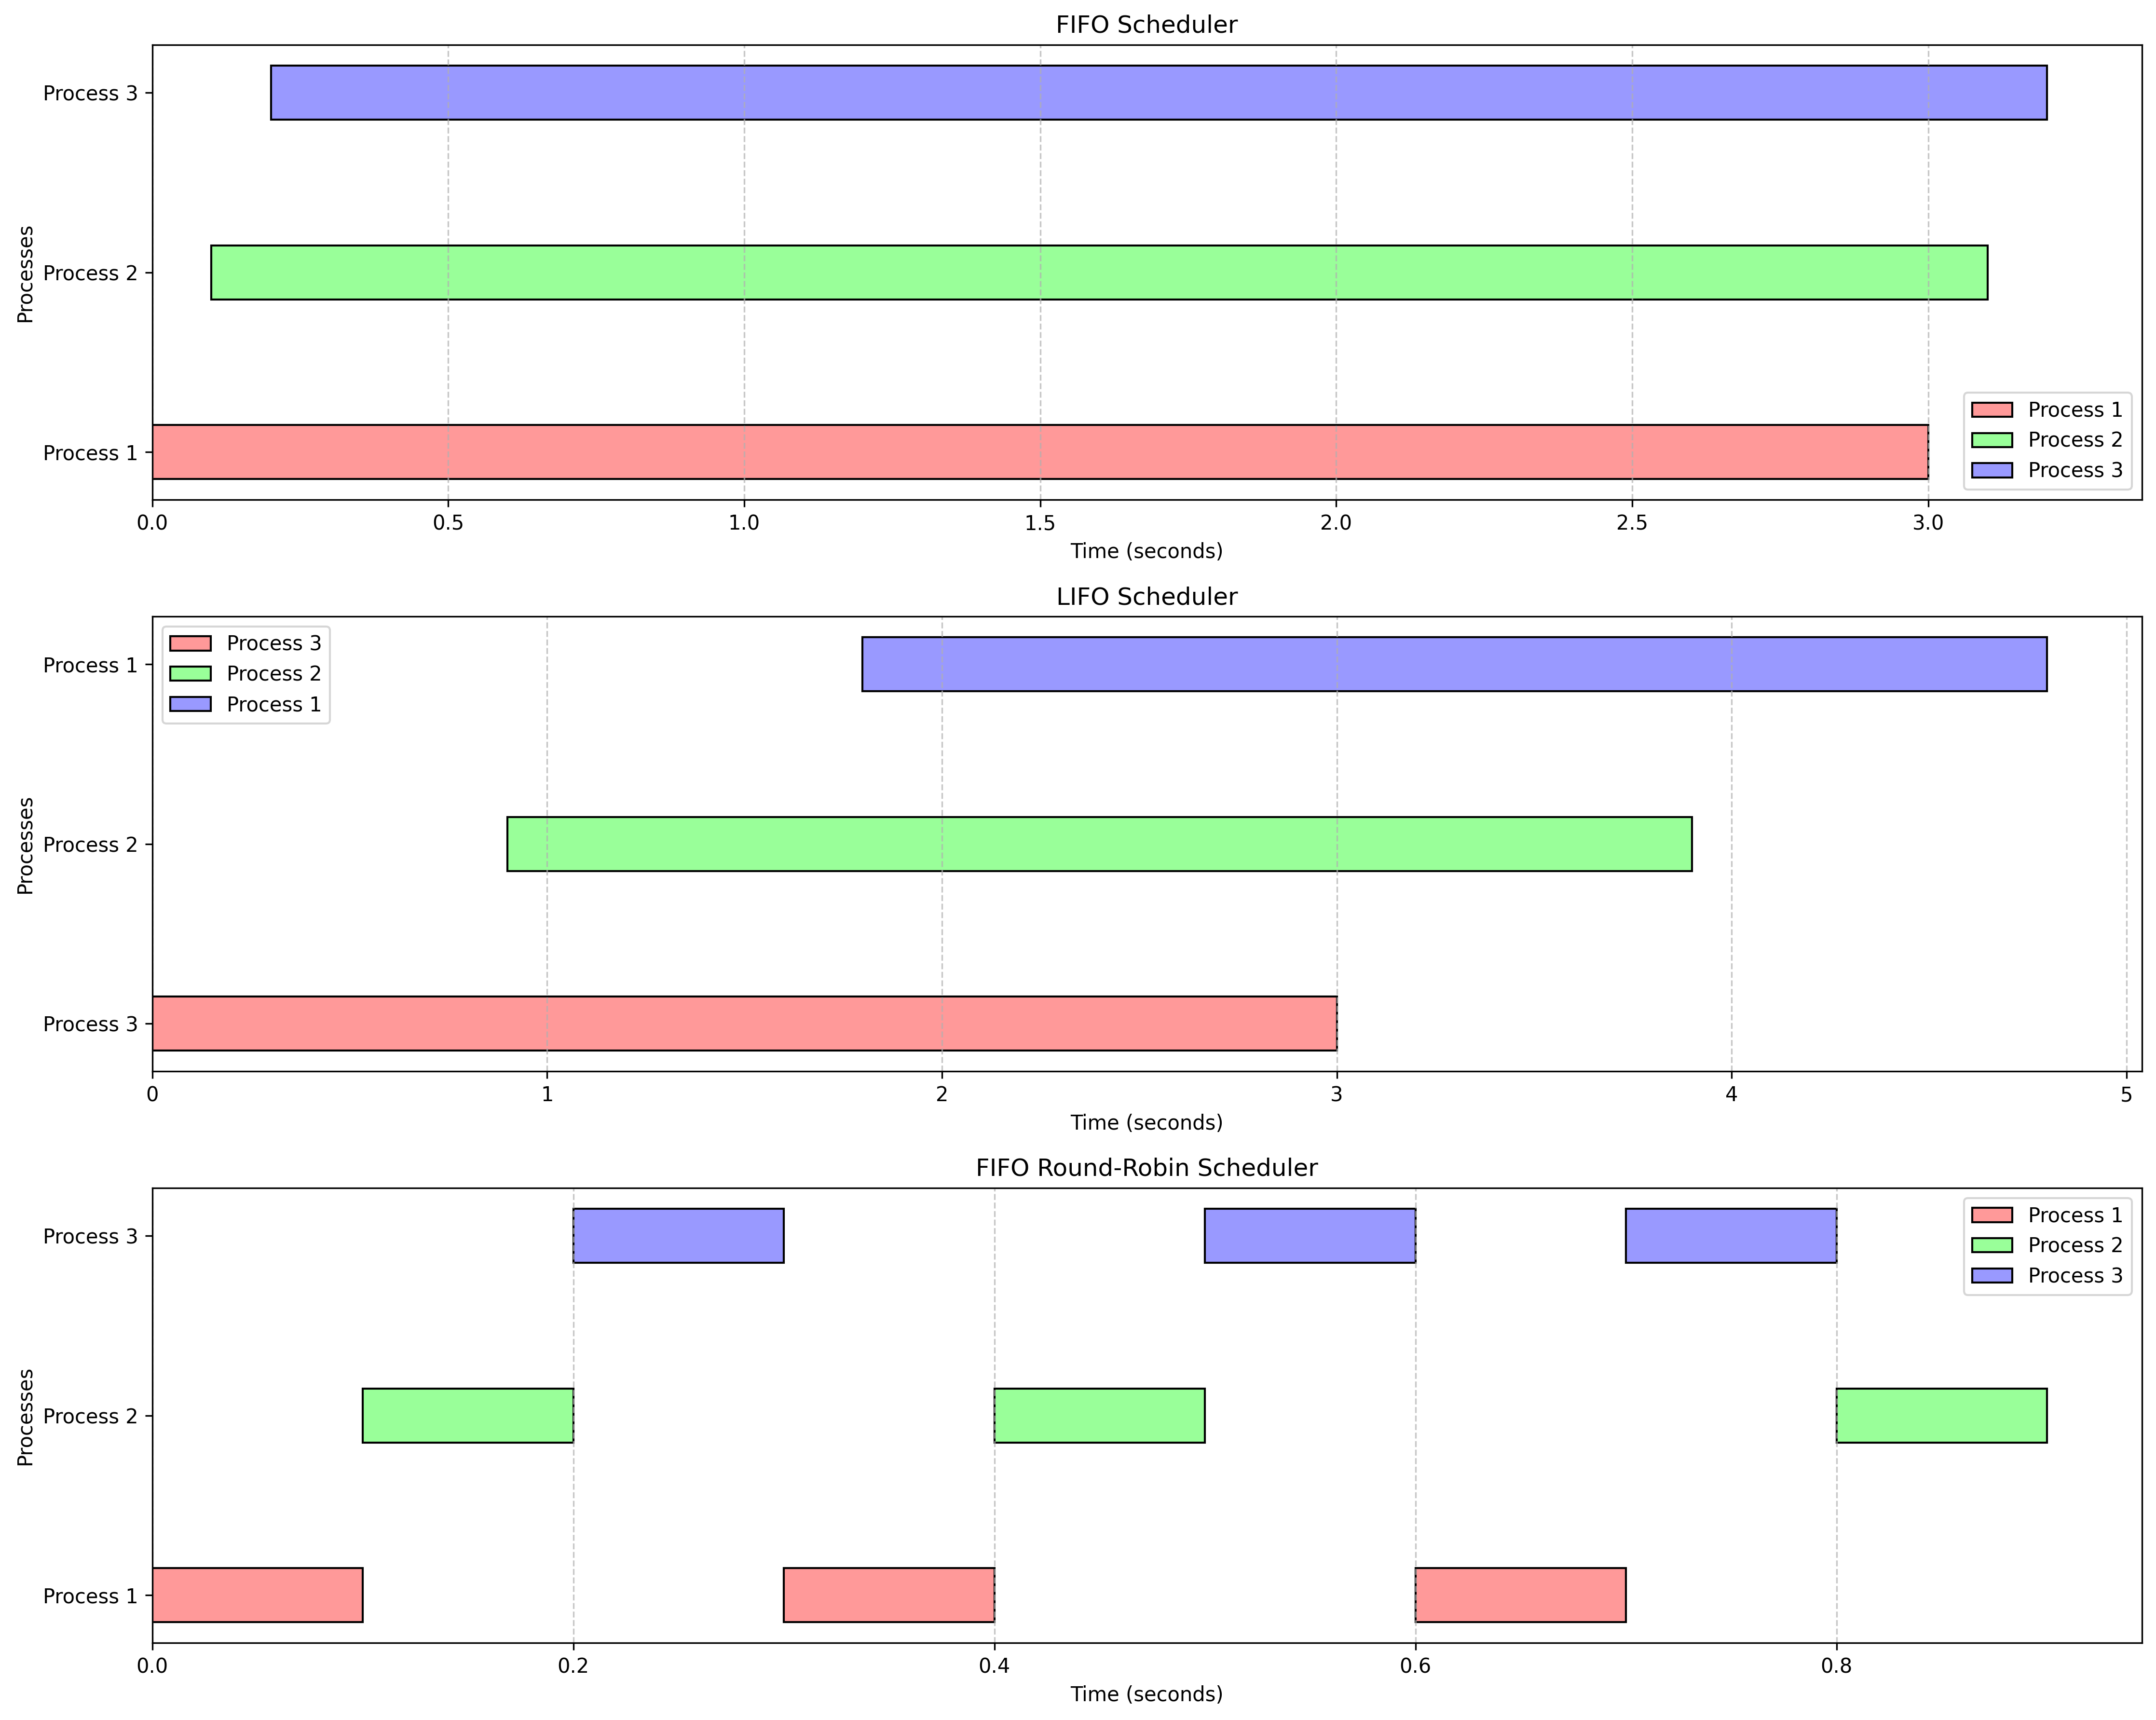 FIFO Scheduler
Process 3
Process 2
Process 1
Processes
Process 1
Process 2
Process 3
0.0 0.5 1.0 1.5 2.0 2.5 3.0
Time (seconds)
LIFO Scheduler
Process 3
Process 2
Process 1
Process 1
Process 2
Process 3
Processes
0 1 2 3 4 5
Time (seconds)
FIFO Round-Robin Scheduler
Process 3
Process 2
Process 1
Processes
Process 1
Process 2
Process 3
0.0 0.2 0.4 0.6 0.8
Time (seconds)